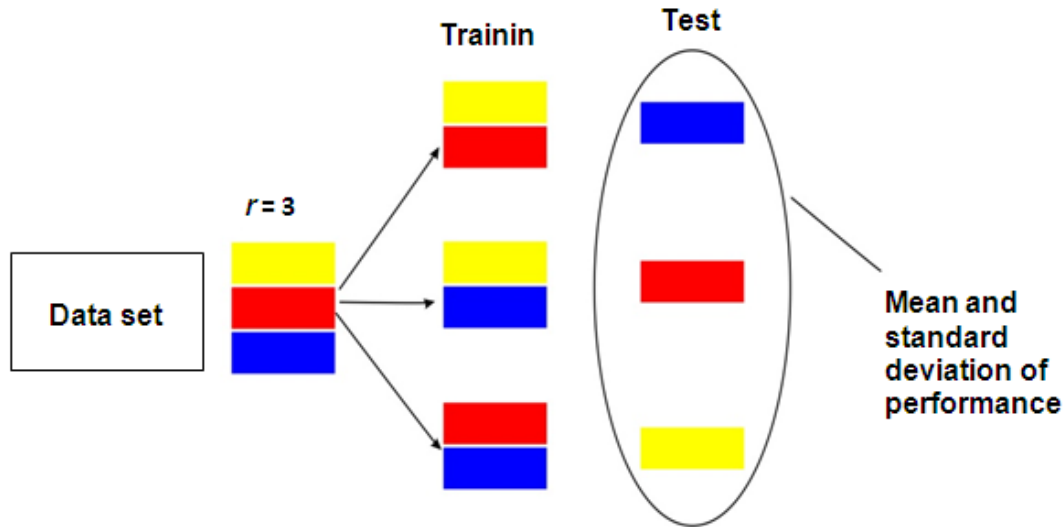 Trainin
Test
r = 3
Data set
Mean and
standard
deviation of
performance